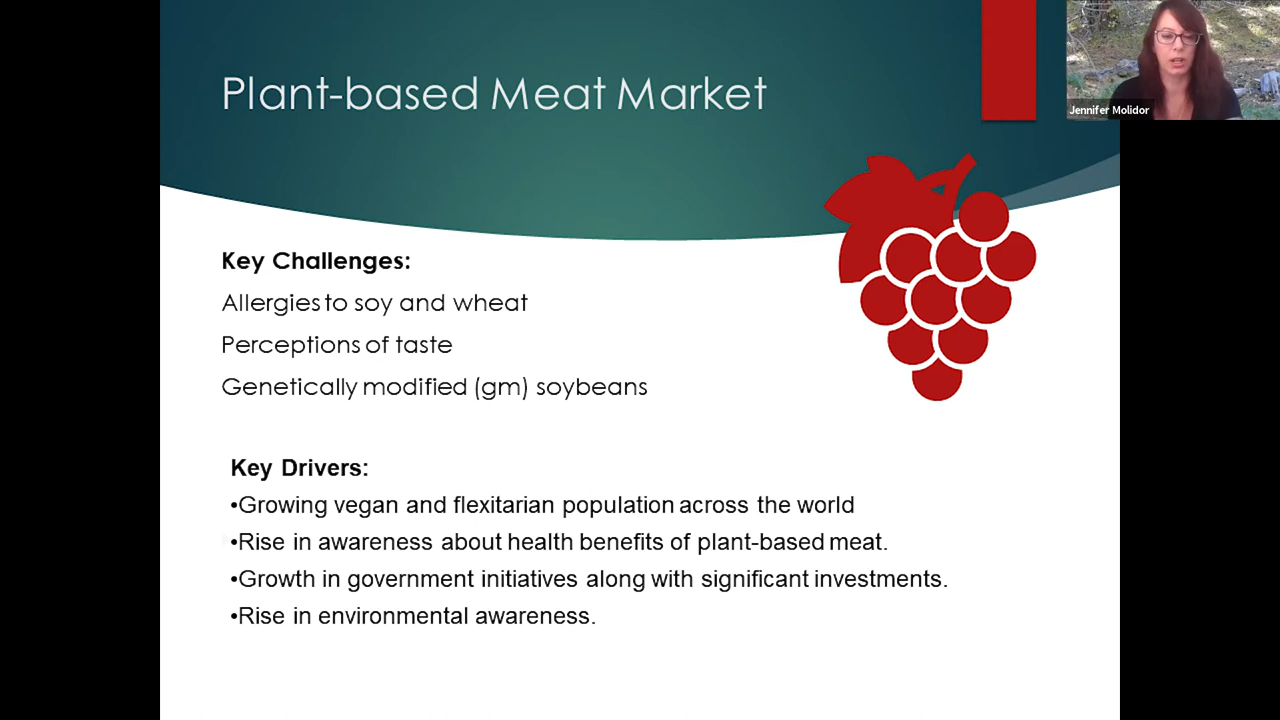 Plant-based Meat Market
Jennifer Molidor
Key Challenges:
Allergies to soy and wheat
Perceptions of taste
Genetically modified (gm) soybeans
Key Drivers:
•Growing vegan and flexitarian population across the world
•Rise in awareness about health benefits of plant-based meat.
•Growth in government initiatives along with significant investments.
•Rise in environmental awareness.